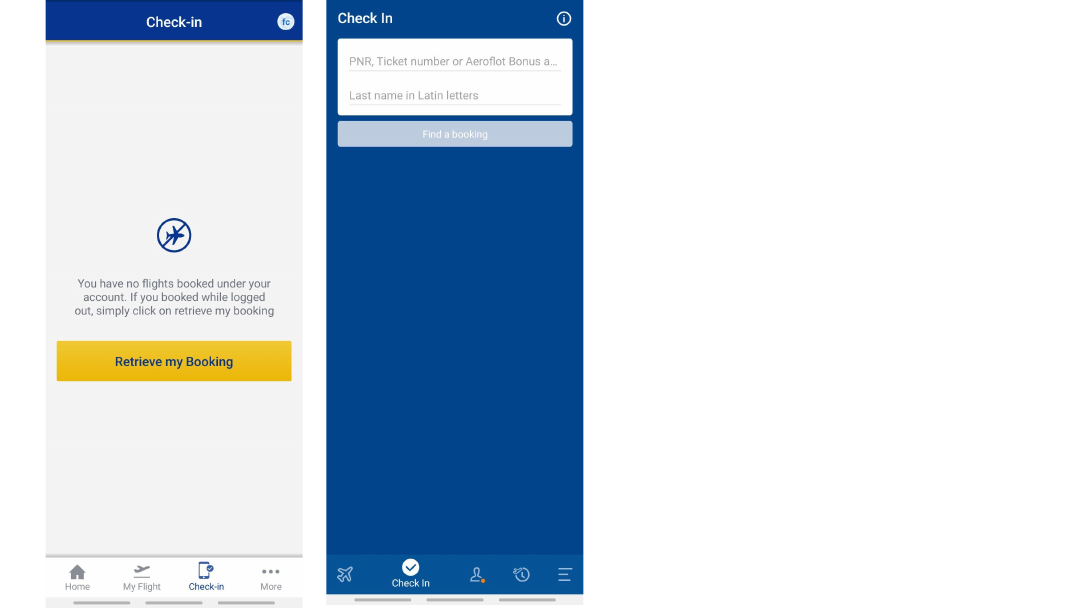 Check-in
fc
You have no flights booked under your
account. If you booked while logged
out, simply click on retrieve my booking
Retrieve my Booking
Home
My Flight
Check-in
More
Check In
PNR, Ticket number or Aeroflot Bonus a...
Last name in Latin letters
Find a booking
Check In